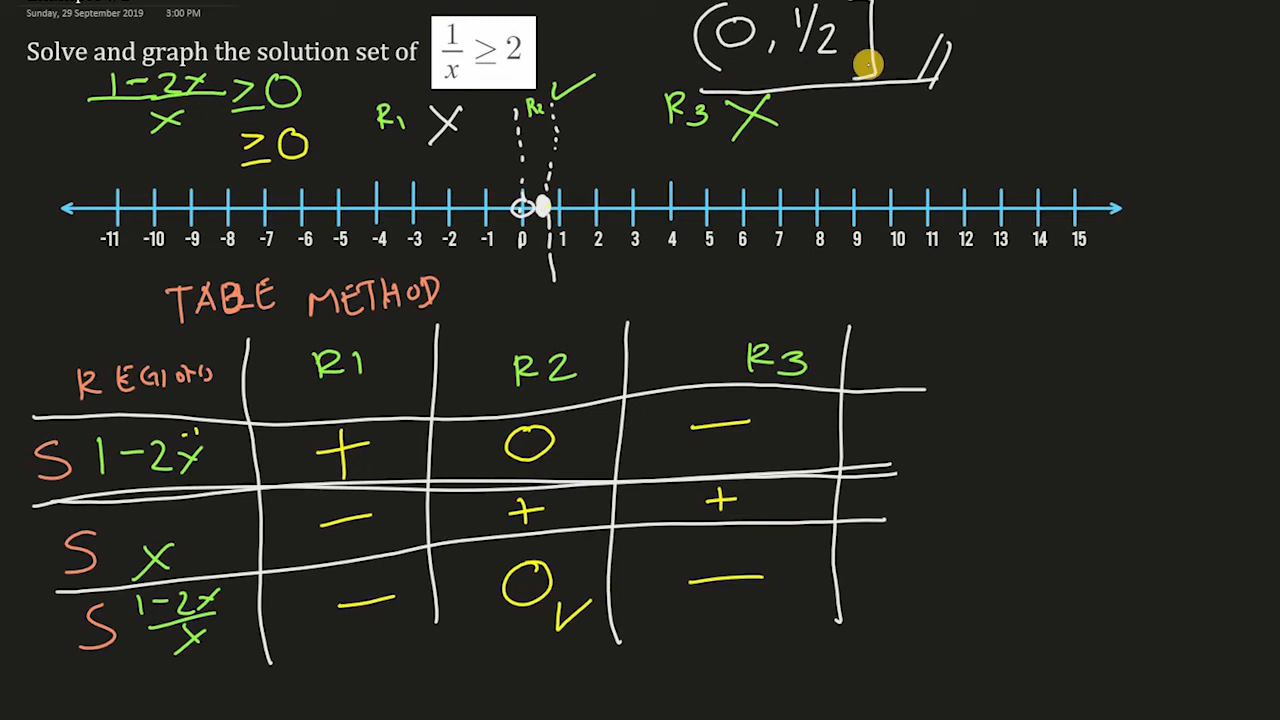 Sunday, 29 September 2019 3:00 PM
(0, 1/2]
Solve and graph the solution set of 1/x ≥ 2
(1-2x)/x ≥ 0
R1 X R2 ✓ R3 X
≥ 0
-11 -10 -9 -8 -7 -6 -5 -4 -3 -2 -1 0 1 2 3 4 5 6 7 8 9 10 11 12 13 14 15
TABLE METHOD
REGIONS R1 R2 R3
S 1-2x + 0 -
S x - + +
S (1-2x)/x - 0 ✓ -